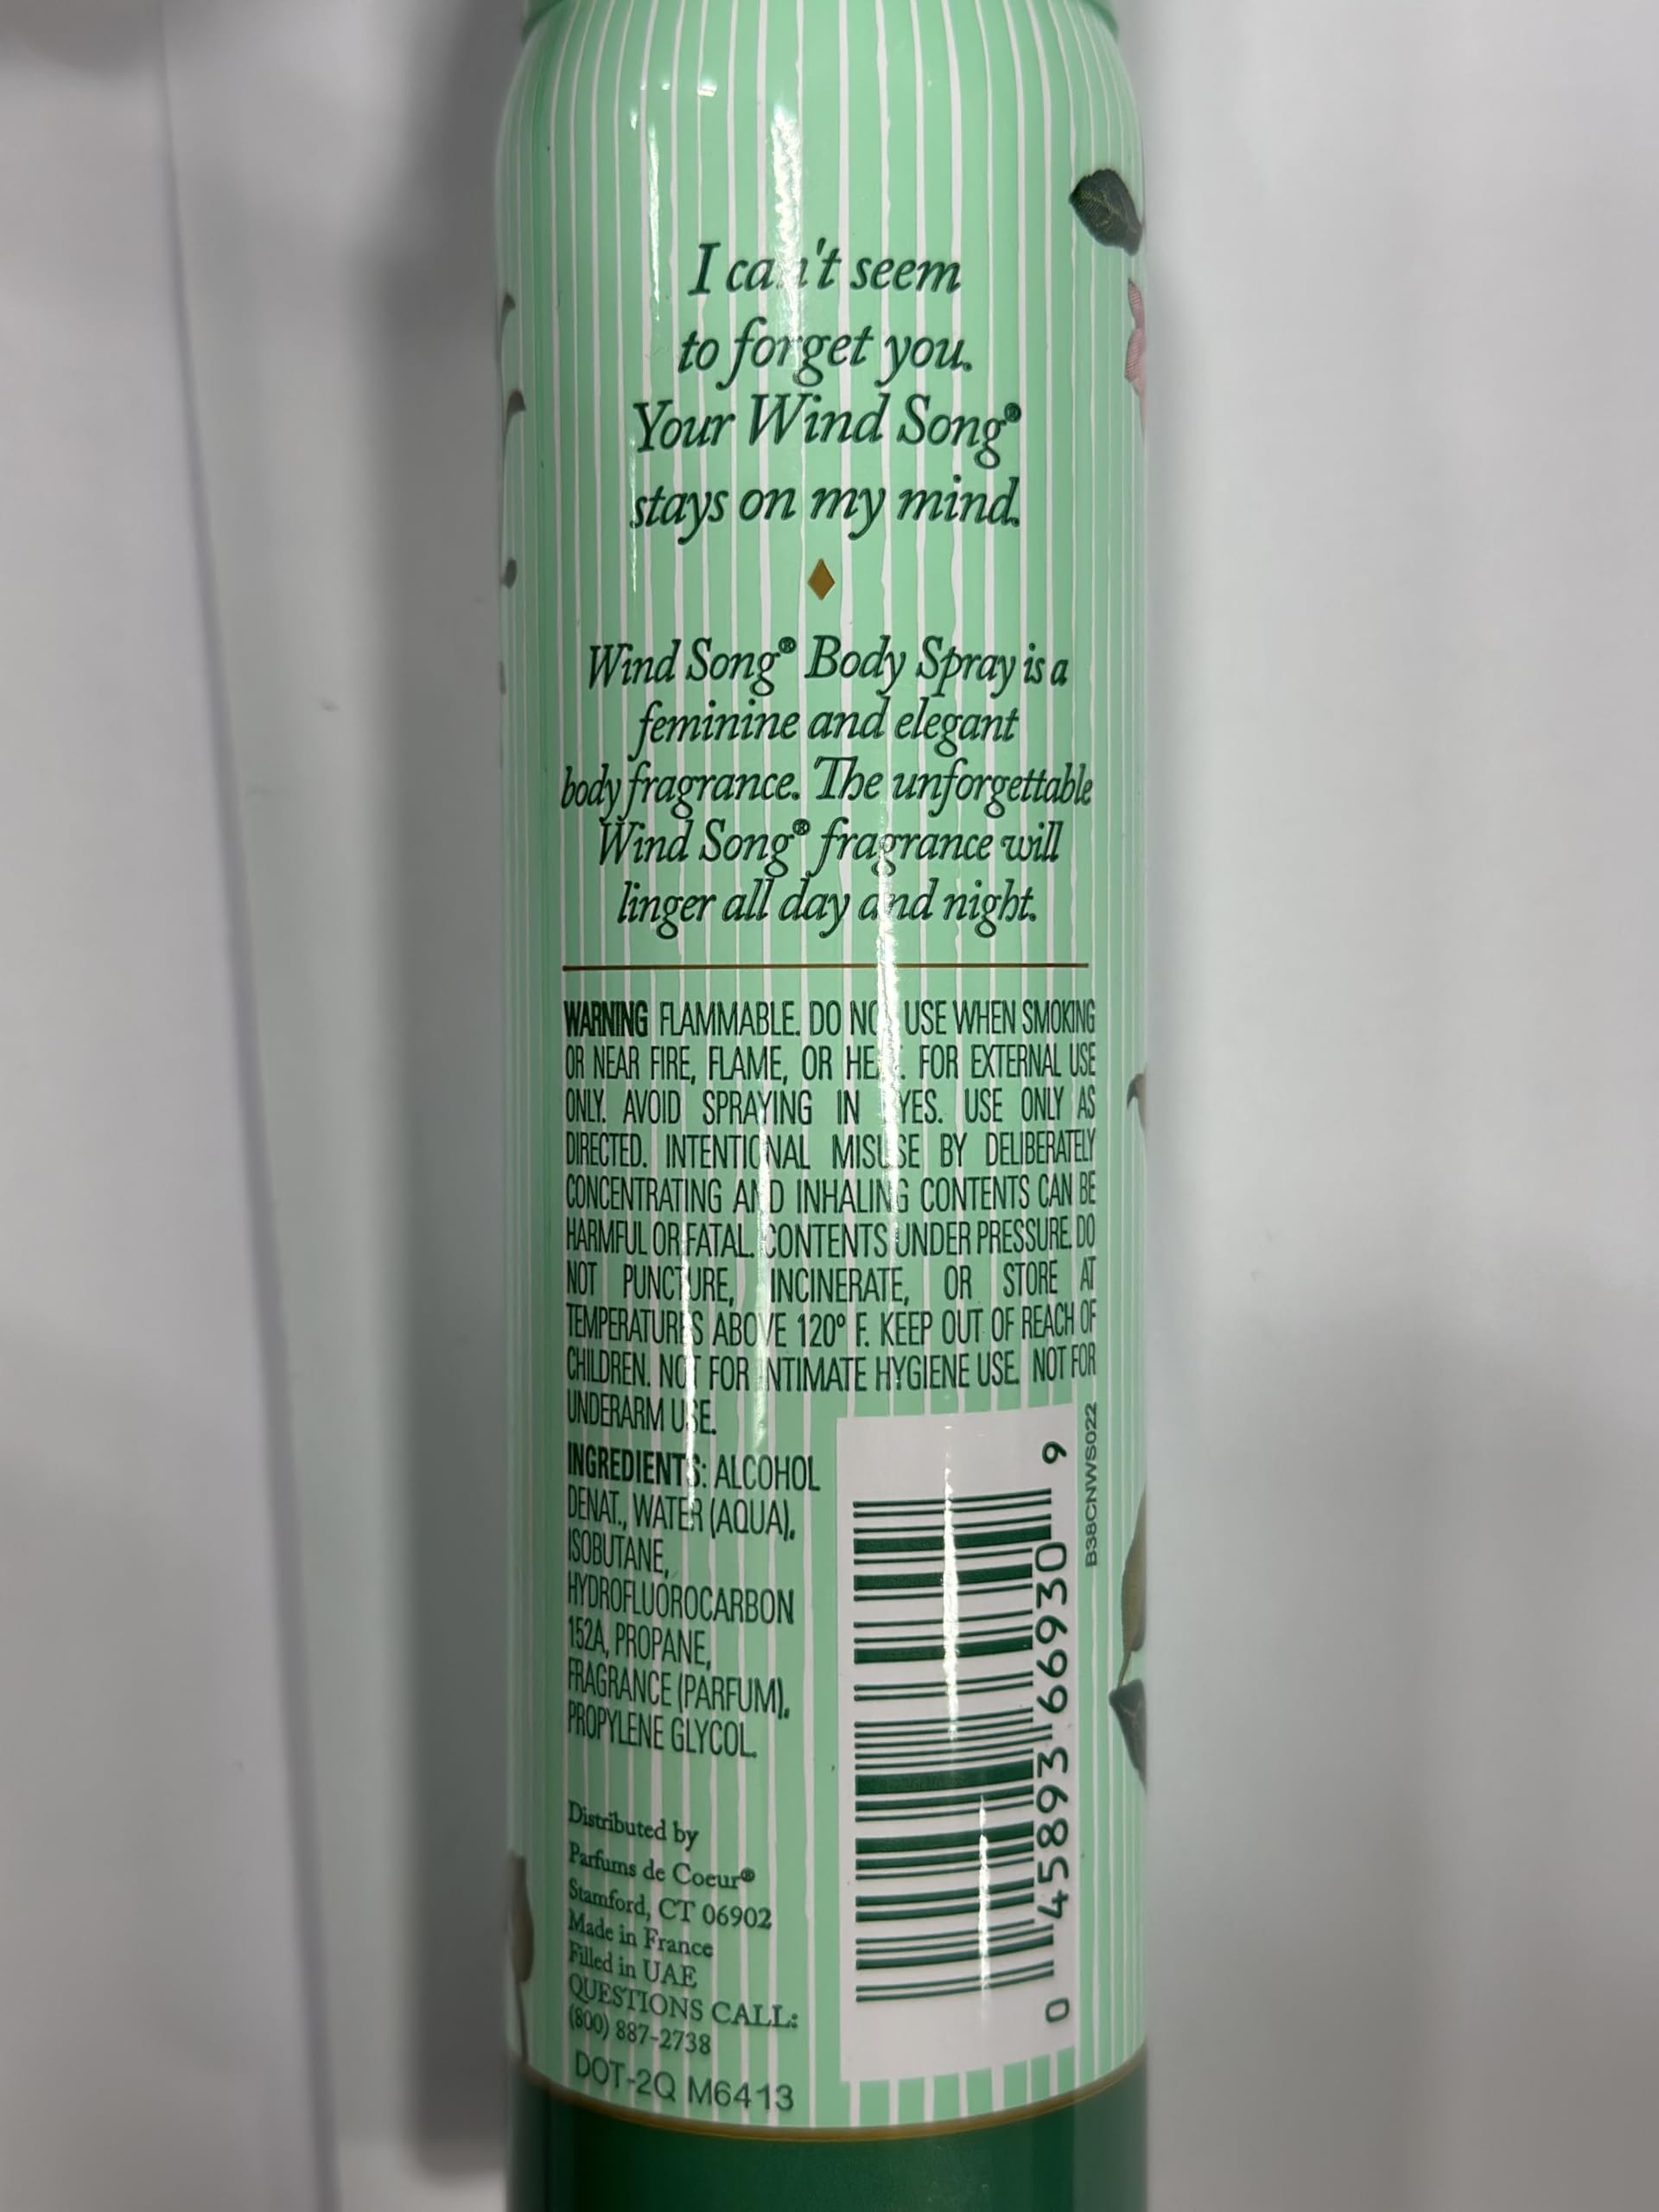 I can't seem
to forget you.
Your Wind Song®
stays on my mind.
Wind Song® Body Spray is a
feminine and elegant
body fragrance. The unforgettable
Wind Song® fragrance will
linger all day and night.
WARNING FLAMMABLE. DO NOT USE WHEN SMOKING
OR NEAR FIRE, FLAME, OR HEAT. FOR EXTERNAL USE
ONLY. AVOID SPRAYING IN EYES. USE ONLY AS
DIRECTED. INTENTIONAL MISUSE BY DELIBERATELY
CONCENTRATING AND INHALING CONTENTS CAN BE
HARMFUL OR FATAL. CONTENTS UNDER PRESSURE. DO
NOT PUNCTURE, INCINERATE, OR STORE AT
TEMPERATURES ABOVE 120° F. KEEP OUT OF REACH OF
CHILDREN. NOT FOR INTIMATE HYGIENE USE. NOT FOR
UNDERARM USE.
INGREDIENTS: ALCOHOL
DENAT., WATER (AQUA),
ISOBUTANE,
HYDROFLUOROCARBON
152A, PROPANE,
FRAGRANCE (PARFUM),
PROPYLENE GLYCOL.
Distributed by
Parfums de Coeur®
Stamford, CT 06902
Made in France
Filled in UAE
QUESTIONS CALL:
(800) 887-2738
DOT-2Q M6413
0 45893 66930 9
B38CNWS022